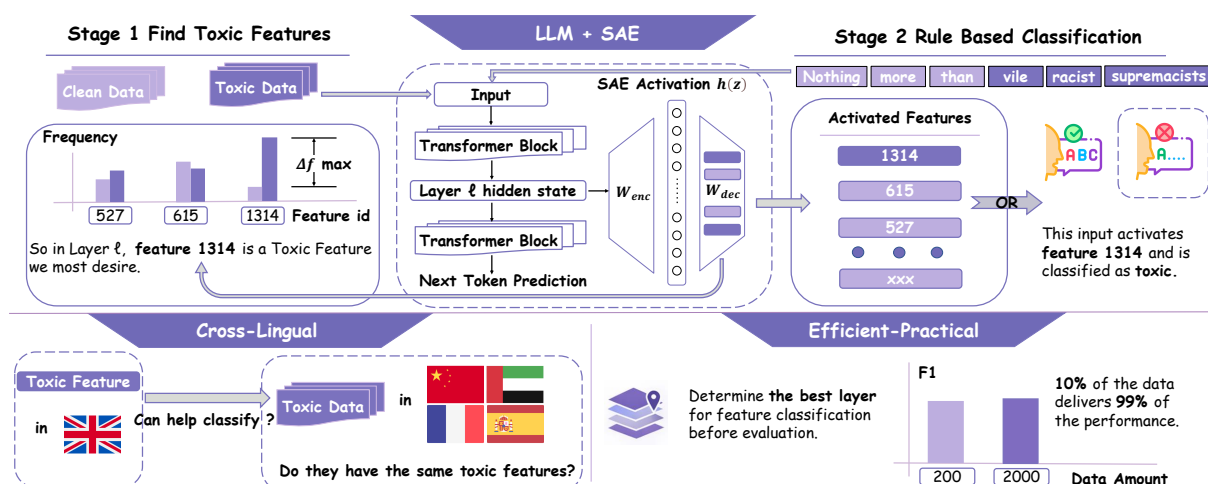 Stage 1 Find Toxic Features
LLM + SAE
Stage 2 Rule Based Classification
Clean Data
Toxic Data
Frequency
Δf max
527
615
1314
Feature id
So in Layer ℓ, feature 1314 is a Toxic Feature
we most desire.
Input
Transformer Block
Layer ℓ hidden state
Transformer Block
Next Token Prediction
SAE Activation h(z)
W_enc
W_dec
Nothing
more
than
vile
racist
supremacists
Activated Features
1314
615
527
xxx
OR
ABC
A....
This input activates
feature 1314 and is
classified as toxic.
Cross-Lingual
Toxic Feature
in
Can help classify ?
Toxic Data
in
Do they have the same toxic features?
Efficient-Practical
Determine the best layer
for feature classification
before evaluation.
F1
200
2000
Data Amount
10% of the data
delivers 99% of
the performance.